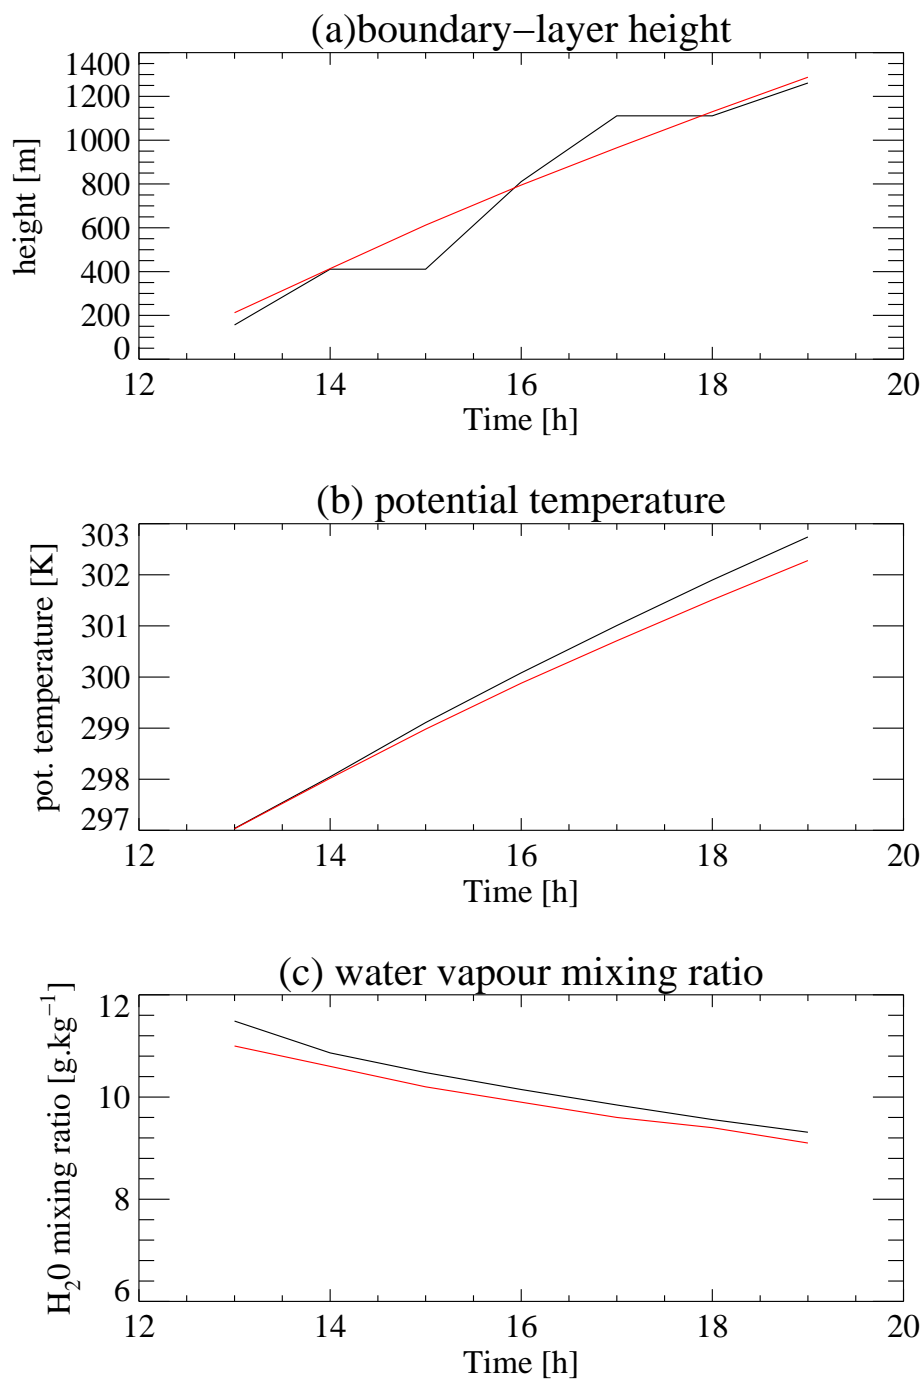 (a)boundary−layer height
1400
1200
1000
800
600
400
200
0
height [m]
12 14 16 18 20
Time [h]
(b) potential temperature
303
302
301
300
299
298
297
pot. temperature [K]
12 14 16 18 20
Time [h]
(c) water vapour mixing ratio
12
10
8
6
H₂0 mixing ratio [g.kg⁻¹]
12 14 16 18 20
Time [h]